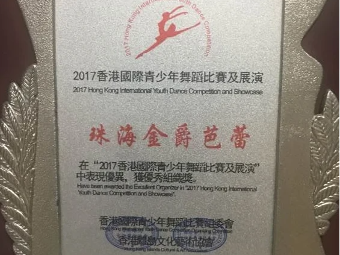 2017香港國際青少年舞蹈比賽及展演
2017 Hong Kong International Youth Dance Competition and Showcase
珠海金爵芭蕾
在“2017香港國際青少年舞蹈比賽及展演”
中表現優異，獲優秀組織獎。
Have been awarded the Excellent Organizer in "2017 Hong Kong International
Youth Dance Competition and Showcase".
香港國際青少年舞蹈比賽組委會